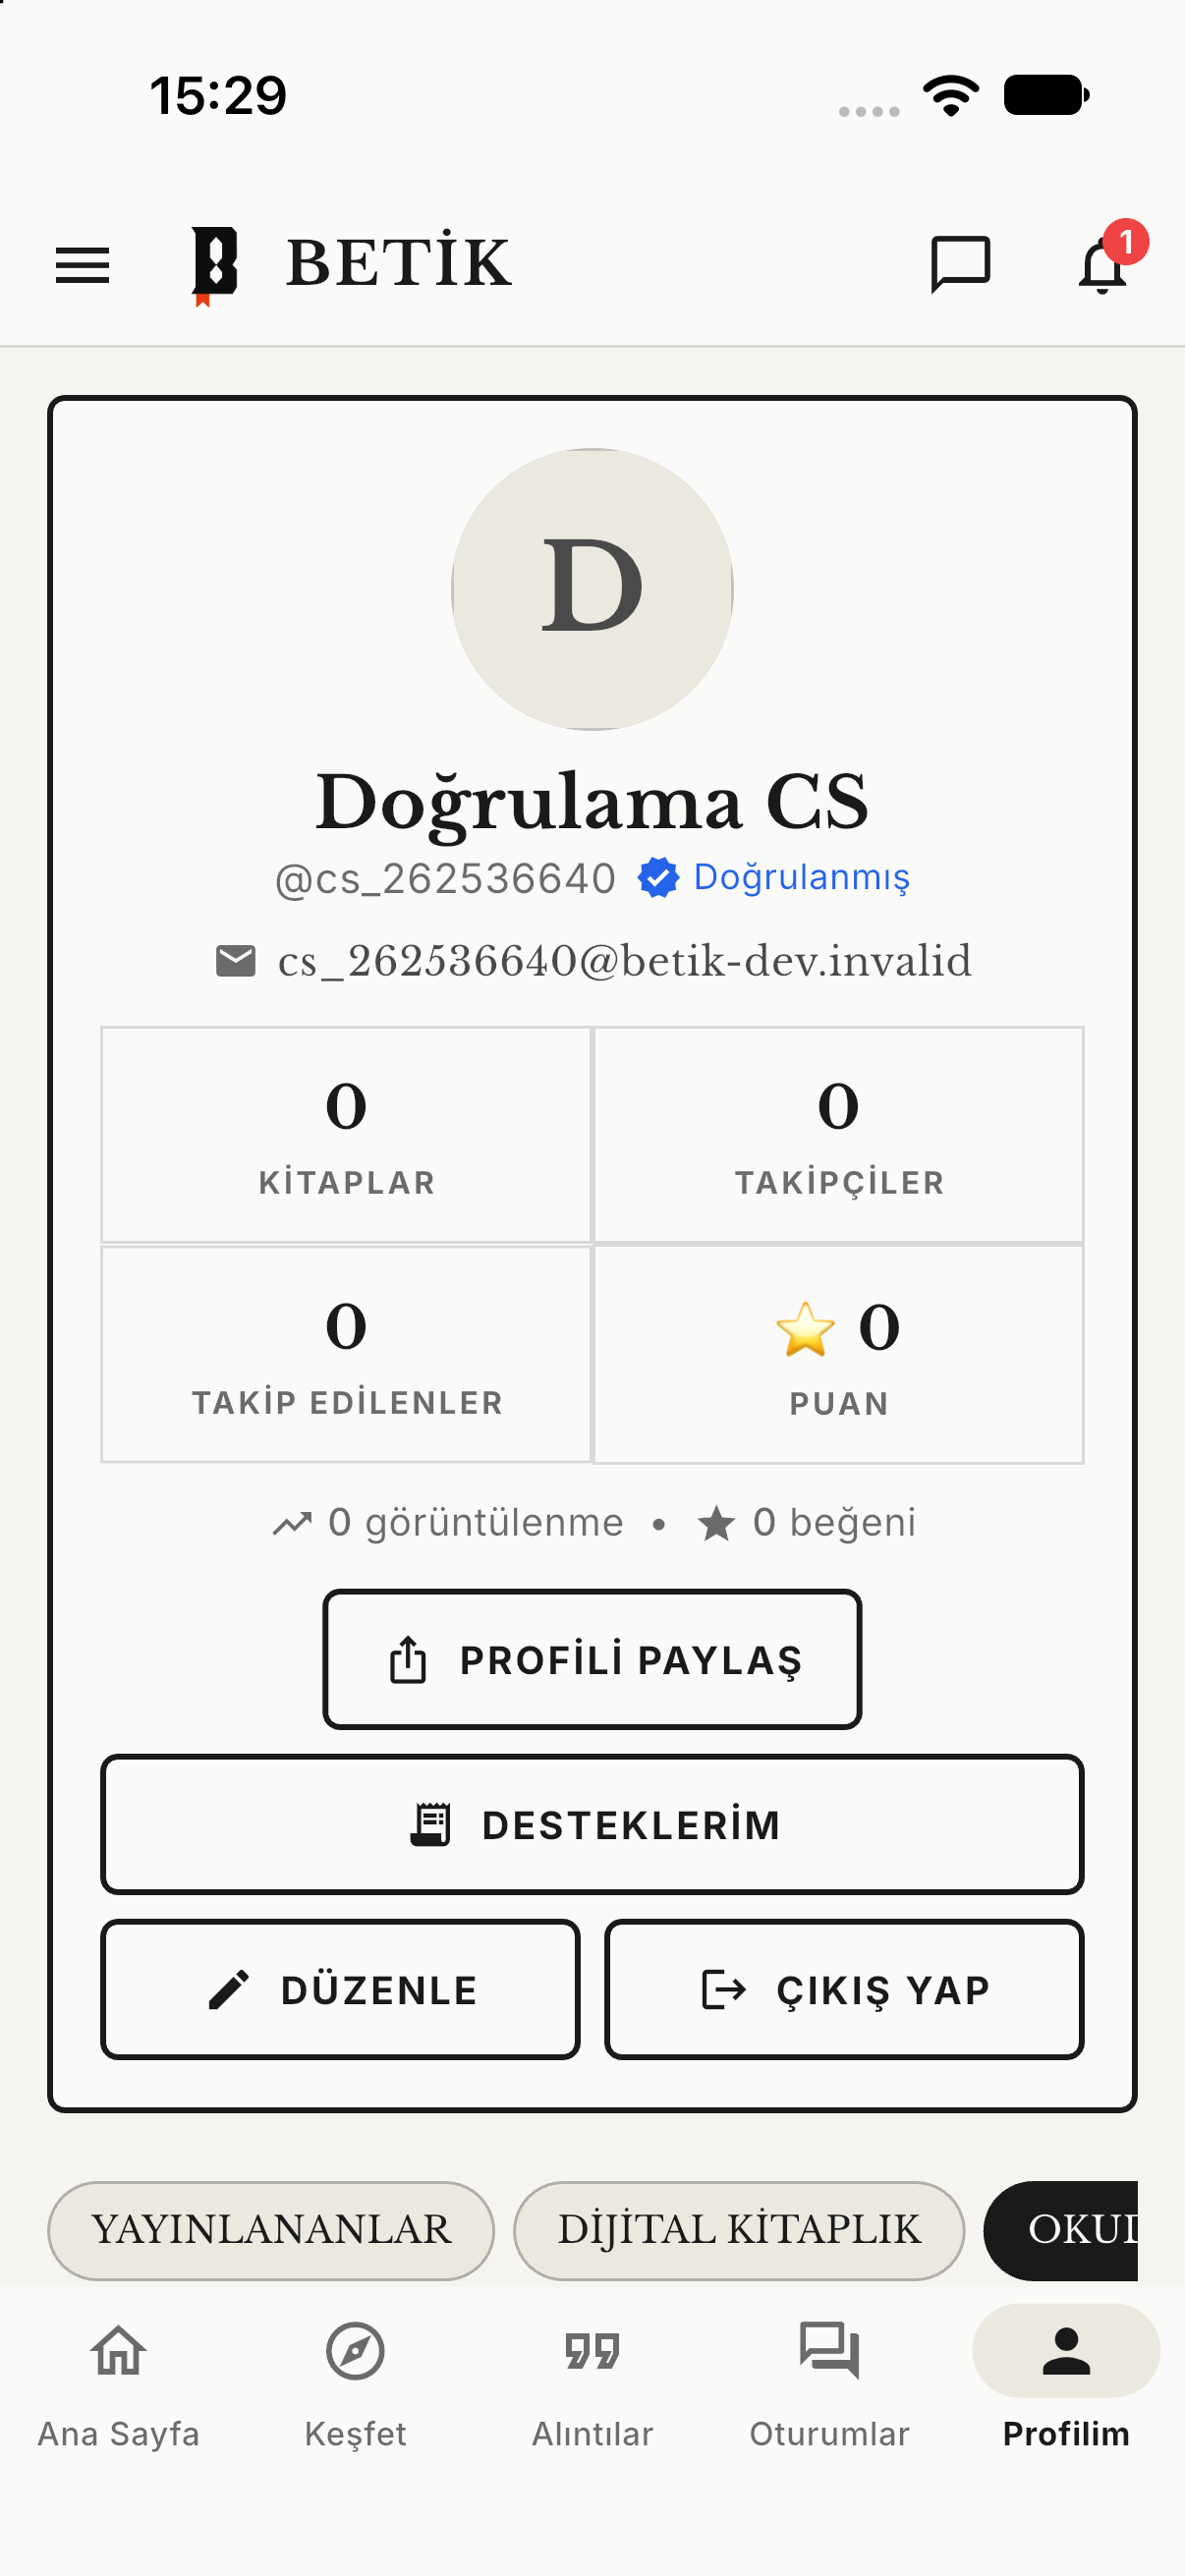 15:29
BETİK
1
D
Doğrulama CS
@cs_262536640 Doğrulanmış
cs_262536640@betik-dev.invalid
0
KİTAPLAR
0
TAKİPÇİLER
0
TAKİP EDİLENLER
0
PUAN
0 görüntülenme • 0 beğeni
PROFİLİ PAYLAŞ
DESTEKLERİM
DÜZENLE
ÇIKIŞ YAP
YAYINLANANLAR
DİJİTAL KİTAPLIK
Ana Sayfa
Keşfet
Alıntılar
Oturumlar
Profilim